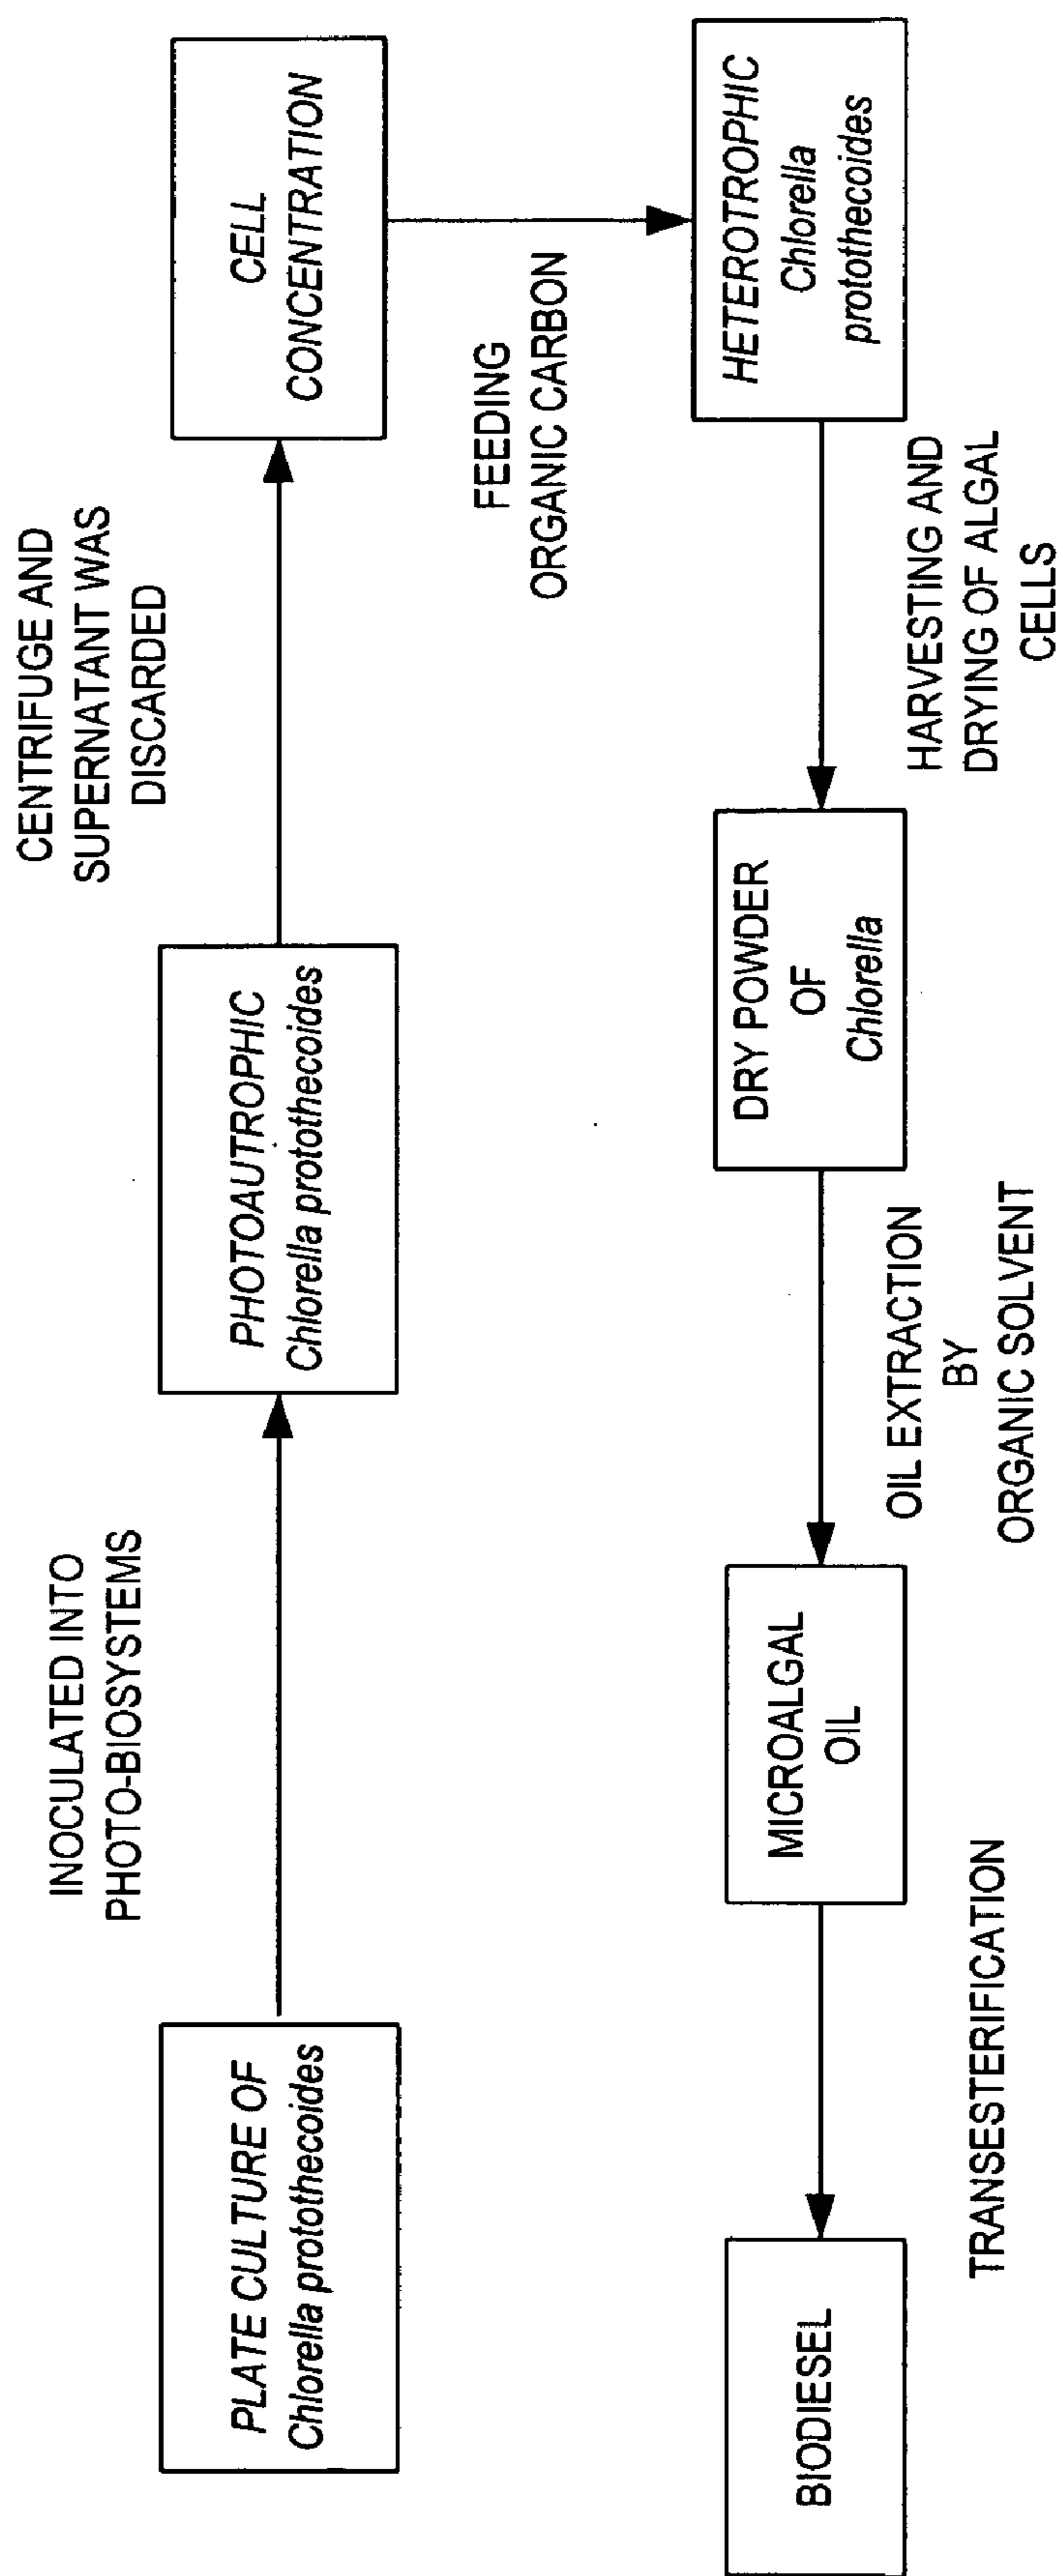 PLATE CULTURE OF
Chlorella protothecoides
INOCULATED INTO
PHOTO-BIOSYSTEMS
PHOTOAUTROPHIC
Chlorella protothecoides
CENTRIFUGE AND
SUPERNATANT WAS
DISCARDED
CELL
CONCENTRATION
FEEDING
ORGANIC CARBON
HETEROTROPHIC
Chlorella
protothecoides
HARVESTING AND
DRYING OF ALGAL
CELLS
DRY POWDER
OF
Chlorella
OIL EXTRACTION
BY
ORGANIC SOLVENT
MICROALGAL
OIL
TRANSESTERIFICATION
BIODIESEL